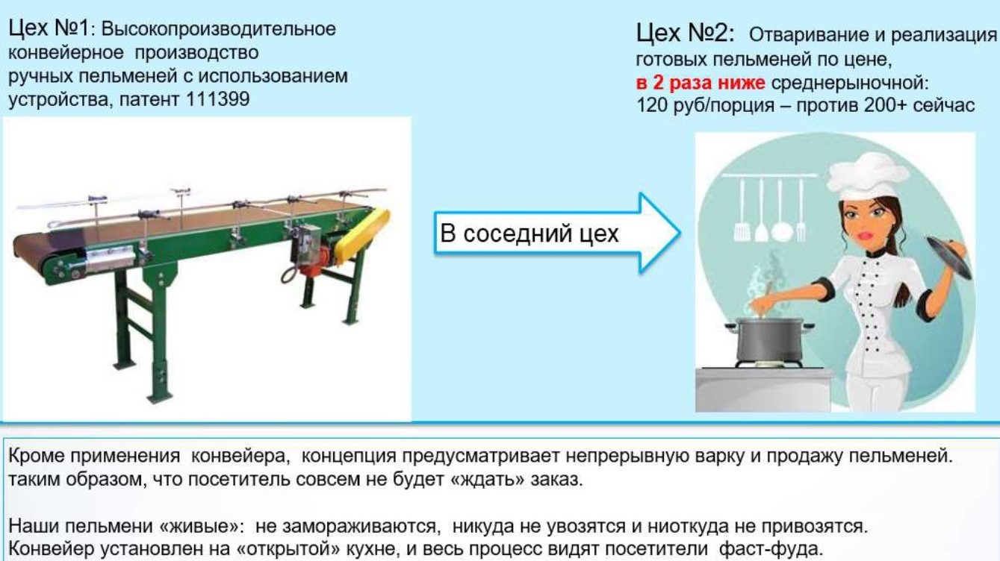 Цех №1: Высокопроизводительное
конвейерное производство
ручных пельменей с использованием
устройства, патент 111399
В соседний цех
Цех №2: Отваривание и реализация
готовых пельменей по цене,
в 2 раза ниже среднерыночной:
120 руб/порция – против 200+ сейчас
Кроме применения конвейера, концепция предусматривает непрерывную варку и продажу пельменей.
таким образом, что посетитель совсем не будет «ждать» заказ.
Наши пельмени «живые»: не замораживаются, никуда не увозятся и ниоткуда не привозятся.
Конвейер установлен на «открытой» кухне, и весь процесс видят посетители фаст-фуда.